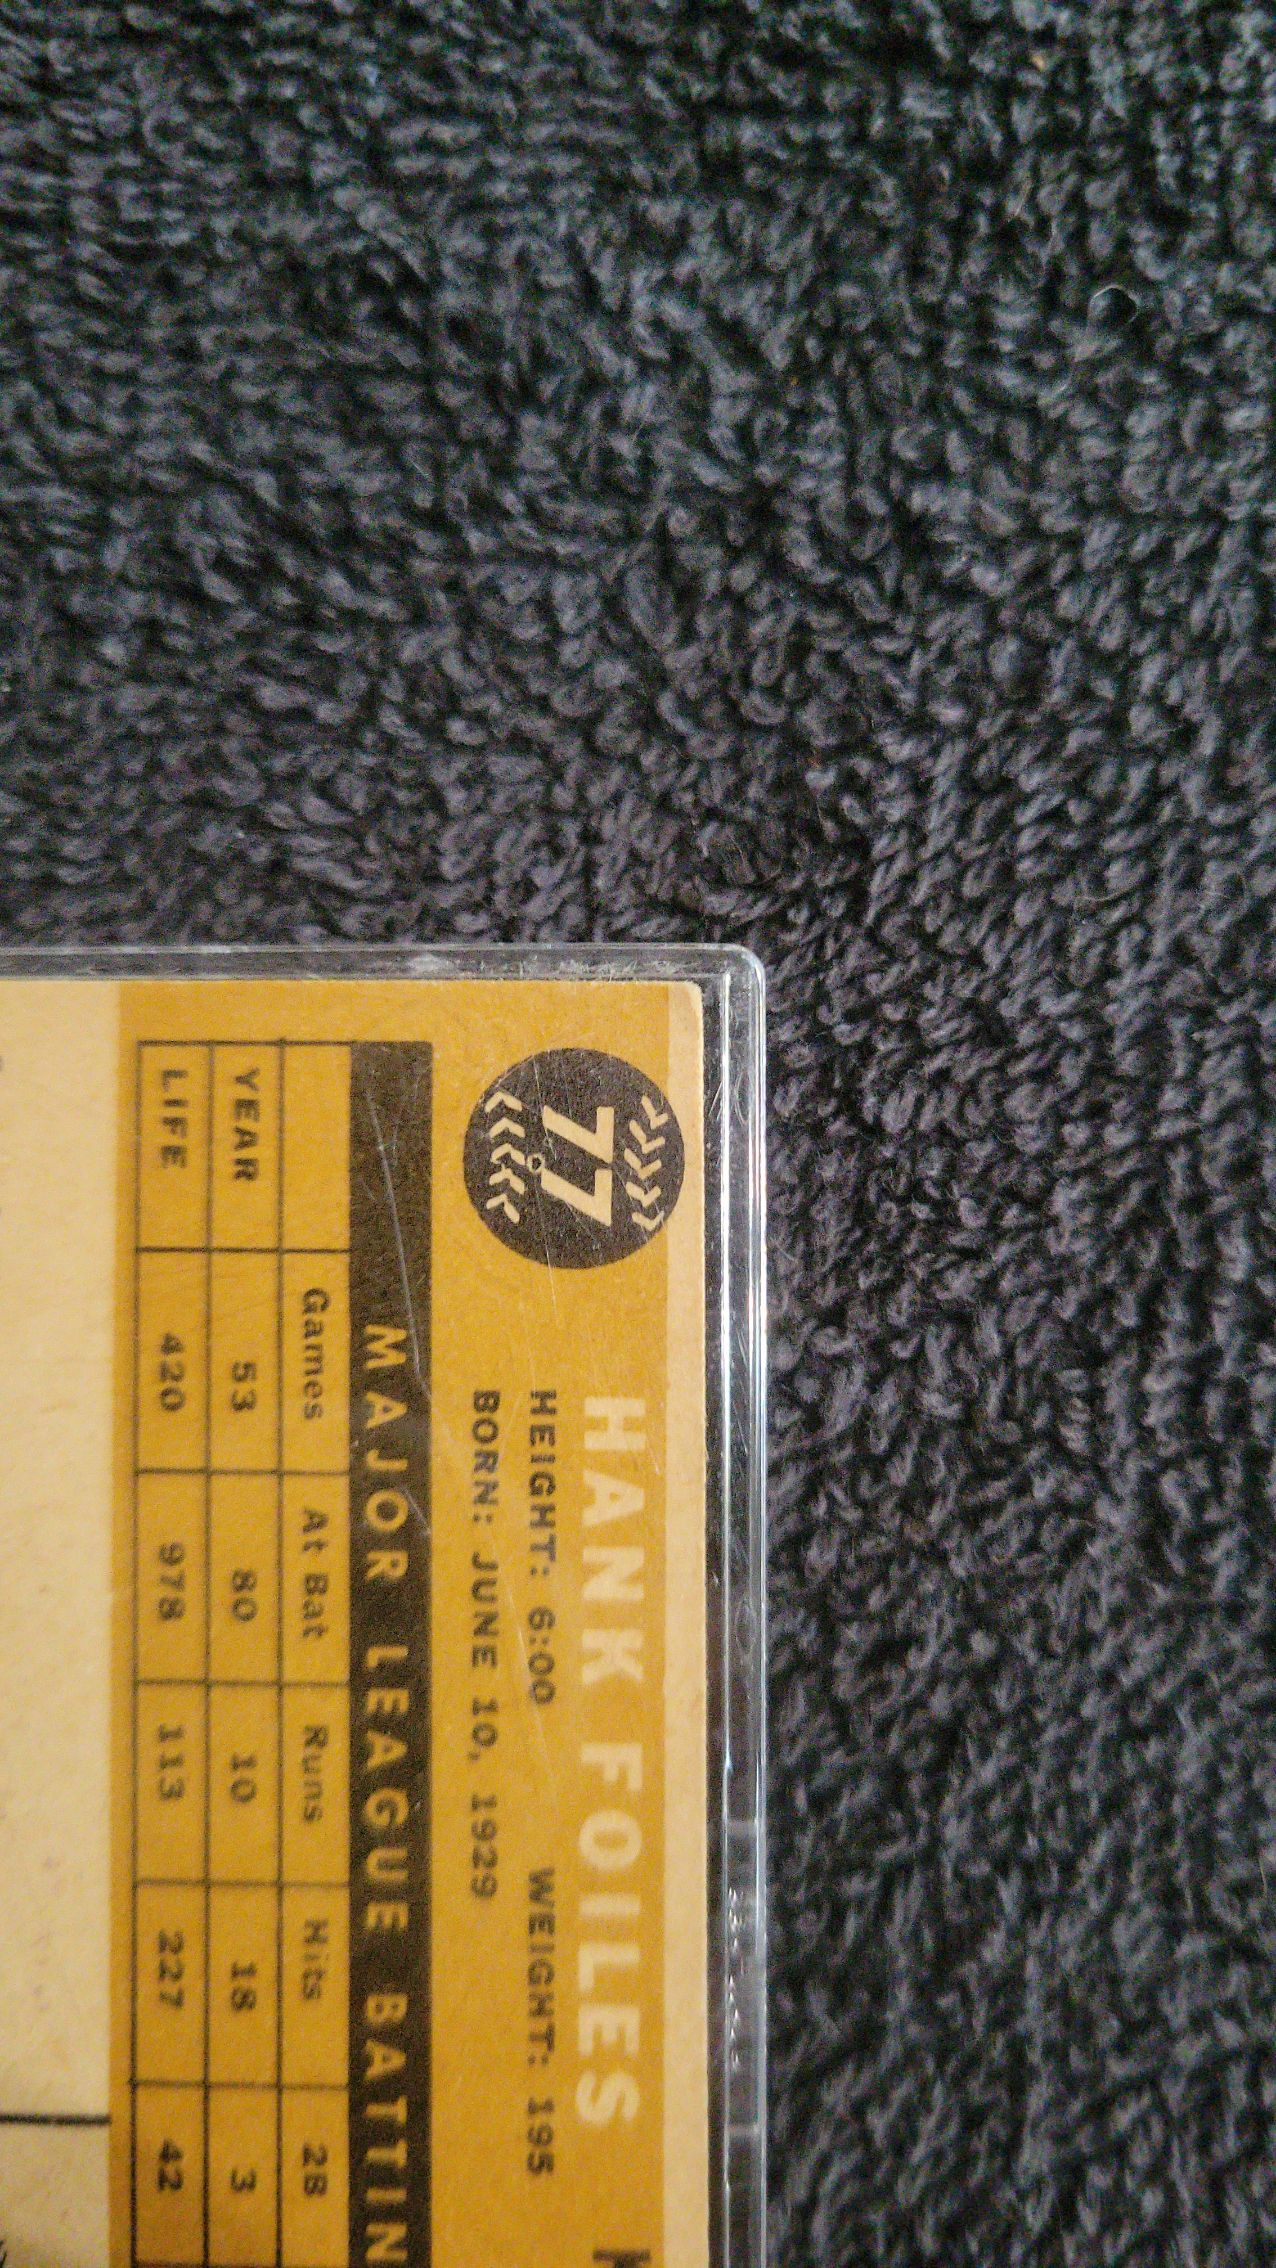 77
HANK FOILES
HEIGHT: 6:00 WEIGHT: 195
BORN: JUNE 10, 1929
MAJOR LEAGUE BATTIN
Games At Bat Runs Hits 2B
YEAR 53 80 10 18 3
LIFE 420 978 113 227 42